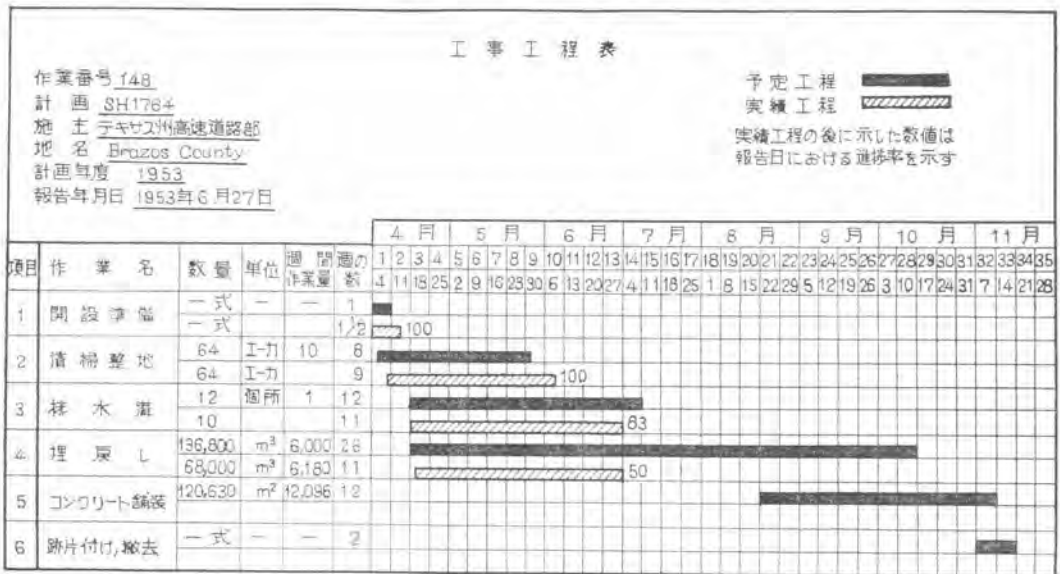 工事工程表
作業番号 148
計画 SH1764
施主 テキサス州高速道路部
地名 Brazos County
計画年度 1953
報告年月日 1953年6月27日
予定工程
実績工程
実績工程の後に示した数値は
報告日における進捗率を示す
4月 5月 6月 7月 8月 9月 10月 11月
項目 作業名 数量 単位 週間作業量 週の数 1 2 3 4 5 6 7 8 9 10 11 12 13 14 15 16 17 18 19 20 21 22 23 24 25 26 27 28 29 30 31 32 33 34 35
4 11 18 25 2 9 16 23 30 6 13 20 27 4 11 18 25 1 8 15 22 29 5 12 19 26 3 10 17 24 31 7 14 21 28
1 開設準備 一式 — — 1
一式 1 1/2 100
2 清掃整地 64 エーカ 10 8
64 エーカ 9 100
3 排水溝 12 個所 1 12
10 11 83
4 埋戻し 136,800 m³ 6,000 26
68,000 m³ 6,180 11 50
5 コンクリート舗装 120,630 m² 12,096 12
6 跡片付け,撤去 一式 — — 2